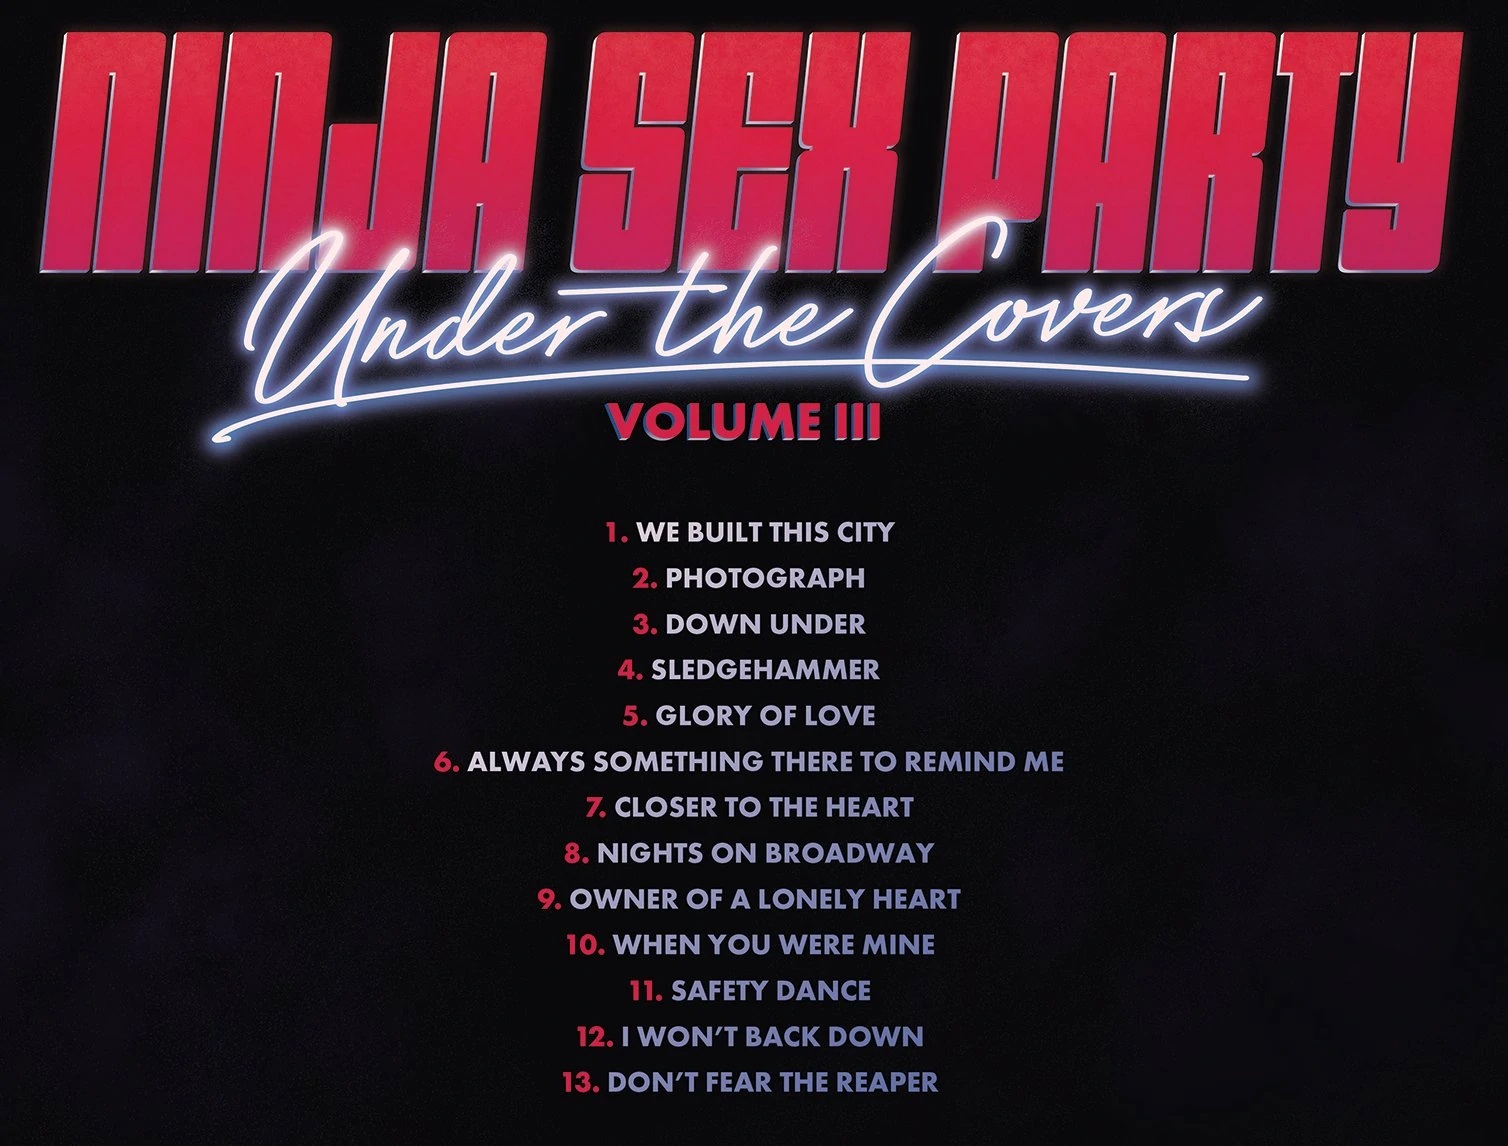 NINJA SEX PARTY
Under the Covers
VOLUME III
1. WE BUILT THIS CITY
2. PHOTOGRAPH
3. DOWN UNDER
4. SLEDGEHAMMER
5. GLORY OF LOVE
6. ALWAYS SOMETHING THERE TO REMIND ME
7. CLOSER TO THE HEART
8. NIGHTS ON BROADWAY
9. OWNER OF A LONELY HEART
10. WHEN YOU WERE MINE
11. SAFETY DANCE
12. I WON’T BACK DOWN
13. DON’T FEAR THE REAPER